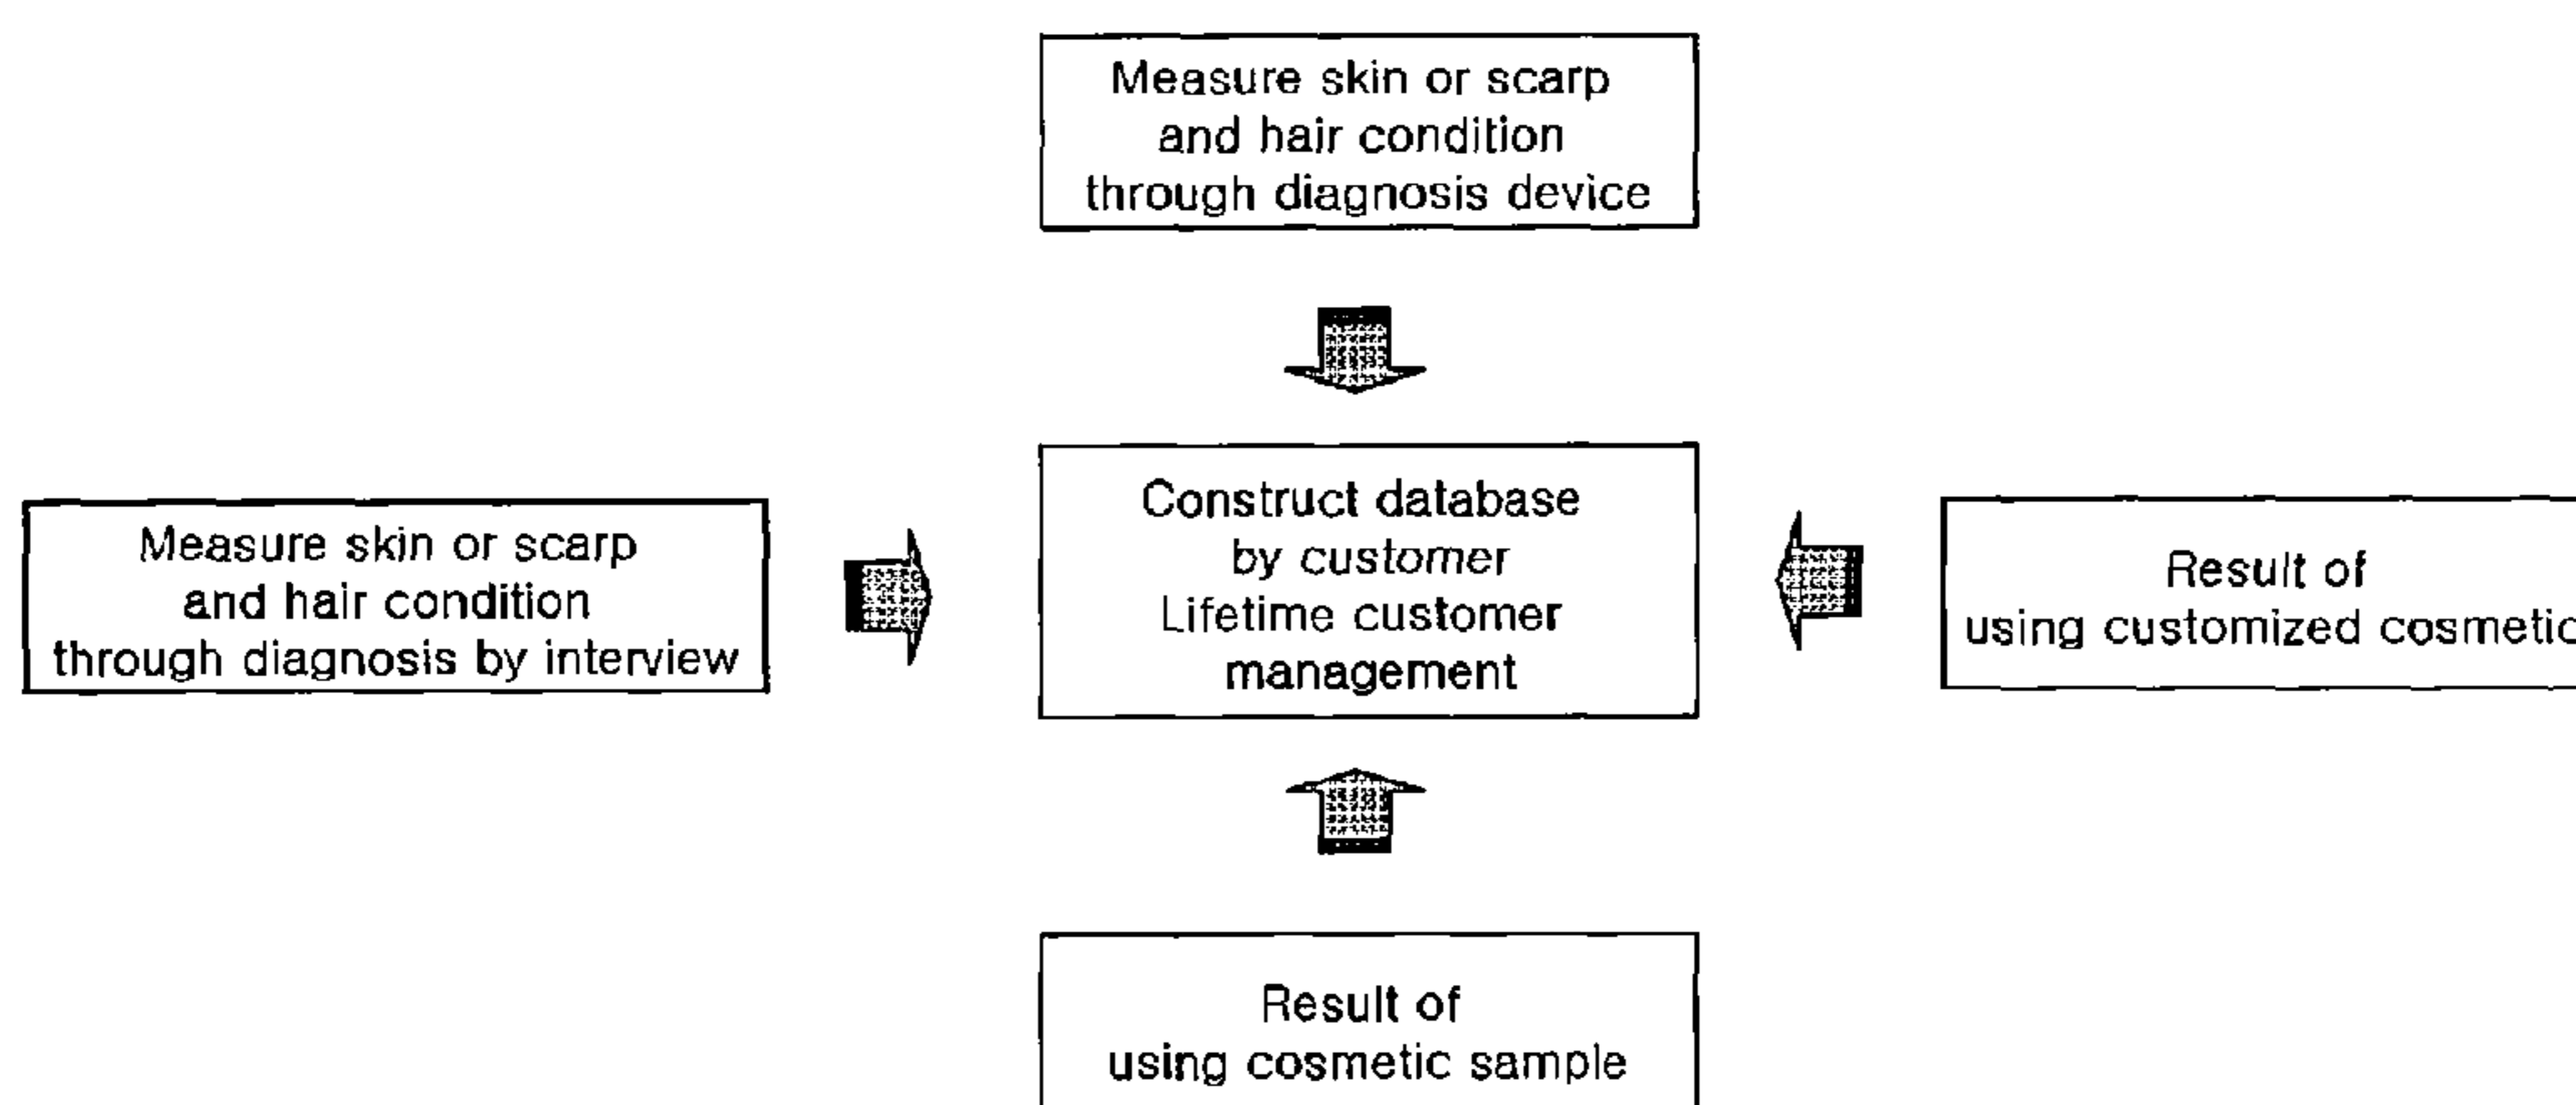 Measure skin or scarp
and hair condition
through diagnosis device
Measure skin or scarp
and hair condition
through diagnosis by interview
Construct database
by customer
Lifetime customer
management
Result of
using customized cosmetic
Result of
using cosmetic sample